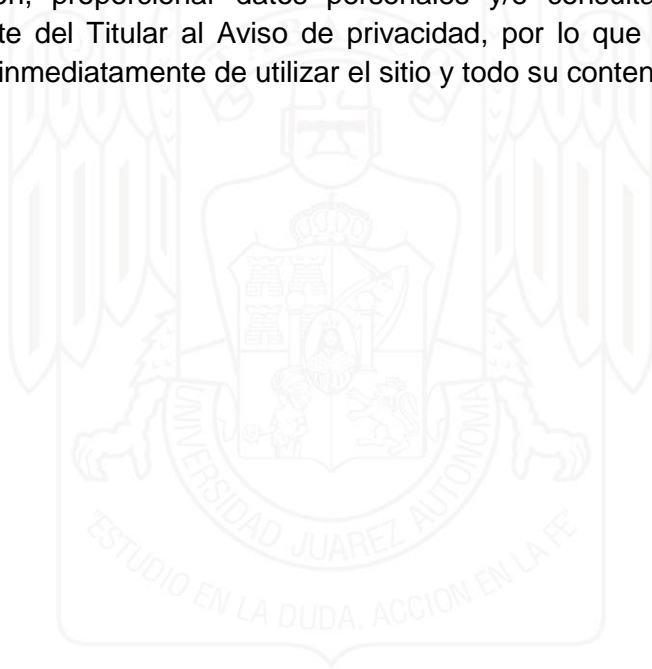 ón, proporcional datos personales y/o consulta
te del Titular al Aviso de privacidad, por lo que
inmediatamente de utilizar el sitio y todo su conten
UNIVERSIDAD JUAREZ AUTONOMA
"ESTUDIO EN LA DUDA. ACCION EN LA FE"